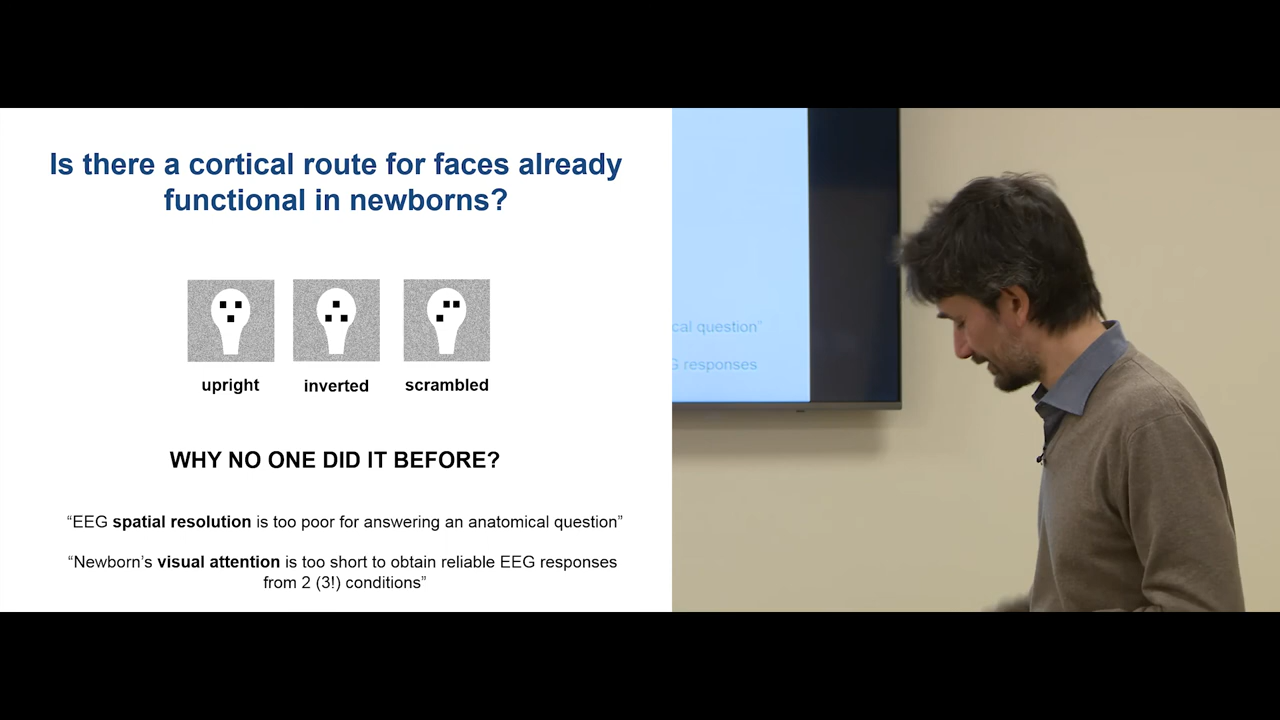 Is there a cortical route for faces already
functional in newborns?
upright
inverted
scrambled
WHY NO ONE DID IT BEFORE?
“EEG spatial resolution is too poor for answering an anatomical question”
“Newborn’s visual attention is too short to obtain reliable EEG responses
from 2 (3!) conditions”
cal question”
G responses